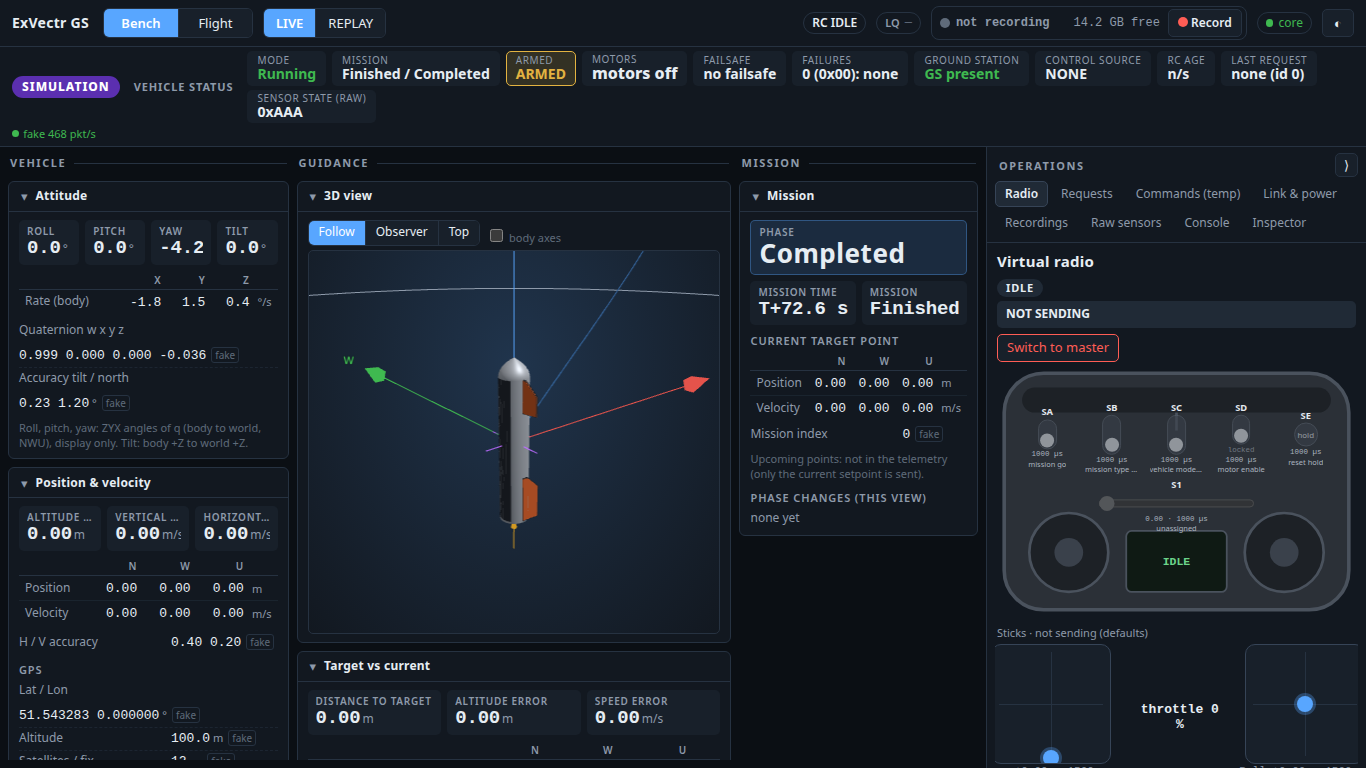 ExVectr GS
Bench
Flight
LIVE
REPLAY
RC IDLE
LQ —
not recording
14.2 GB free
Record
core
SIMULATION
VEHICLE STATUS
MODE
Running
MISSION
Finished / Completed
ARMED
ARMED
MOTORS
motors off
FAILSAFE
no failsafe
FAILURES
0 (0x00): none
GROUND STATION
GS present
CONTROL SOURCE
NONE
RC AGE
n/s
LAST REQUEST
none (id 0)
SENSOR STATE (RAW)
0xAAA
fake 468 pkt/s
VEHICLE
Attitude
ROLL
0.0°
PITCH
0.0°
YAW
-4.2
TILT
0.0°
X Y Z
Rate (body) -1.8 1.5 0.4 °/s
Quaternion w x y z
0.999 0.000 0.000 -0.036 fake
Accuracy tilt / north
0.23 1.20° fake
Roll, pitch, yaw: ZYX angles of q (body to world,
NWU), display only. Tilt: body +Z to world +Z.
Position & velocity
ALTITUDE ...
0.00 m
VERTICAL ...
0.00 m/s
HORIZONT...
0.00 m/s
N W U
Position 0.00 0.00 0.00 m
Velocity 0.00 0.00 0.00 m/s
H / V accuracy 0.40 0.20 fake
GPS
Lat / Lon
51.543283 0.000000° fake
Altitude 100.0 m fake
Satellites / fix 12 fake
GUIDANCE
3D view
Follow
Observer
Top
body axes
W
Target vs current
DISTANCE TO TARGET
0.00 m
ALTITUDE ERROR
0.00 m
SPEED ERROR
0.00 m/s
N W U
MISSION
Mission
PHASE
Completed
MISSION TIME
T+72.6 s
MISSION
Finished
CURRENT TARGET POINT
N W U
Position 0.00 0.00 0.00 m
Velocity 0.00 0.00 0.00 m/s
Mission index 0 fake
Upcoming points: not in the telemetry
(only the current setpoint is sent).
PHASE CHANGES (THIS VIEW)
none yet
OPERATIONS
Radio
Requests
Commands (temp)
Link & power
Recordings
Raw sensors
Console
Inspector
Virtual radio
IDLE
NOT SENDING
Switch to master
SA
1000 µs
mission go
SB
1000 µs
mission type ...
SC
1000 µs
vehicle mode...
SD
locked
1000 µs
motor enable
SE
hold
1000 µs
reset hold
S1
0.00 · 1000 µs
unassigned
IDLE
Sticks · not sending (defaults)
throttle 0
%